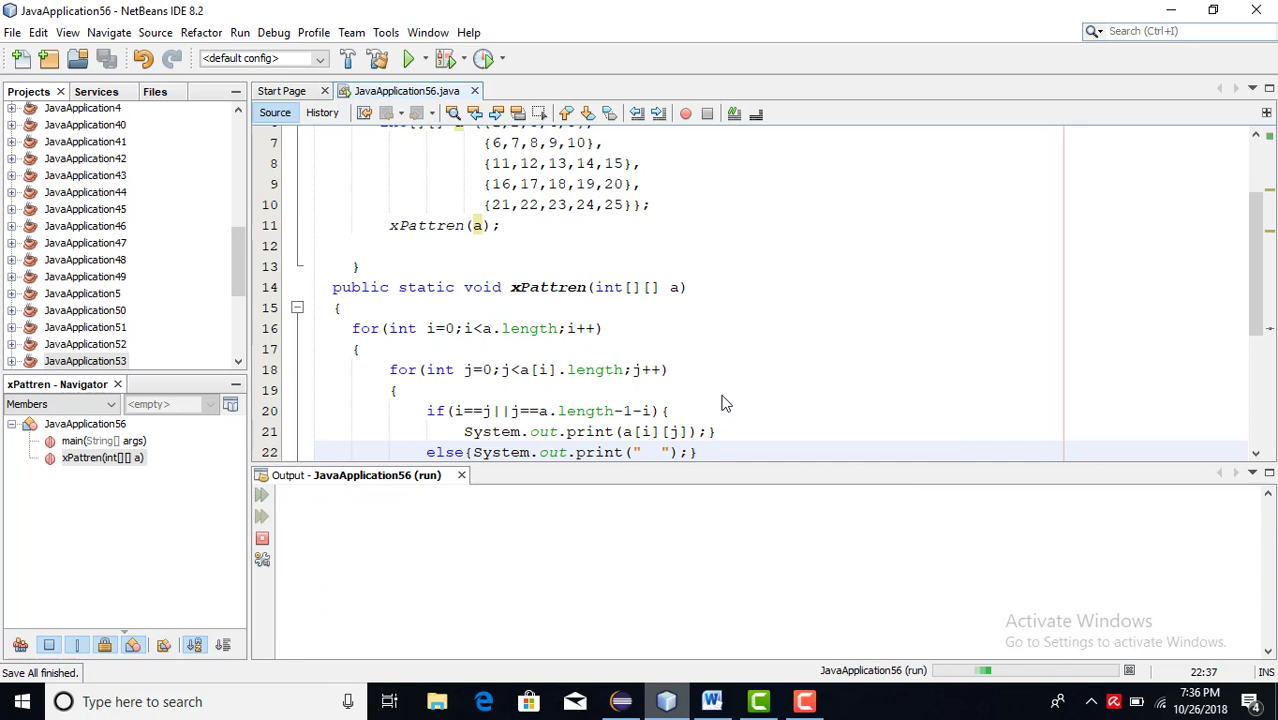 JavaApplication56 - NetBeans IDE 8.2
File Edit View Navigate Source Refactor Run Debug Profile Team Tools Window Help
Search (Ctrl+I)
<default config>
Projects Services Files
Start Page JavaApplication56.java
Source History
JavaApplication4
JavaApplication40
JavaApplication41
JavaApplication42
JavaApplication43
JavaApplication44
JavaApplication45
JavaApplication46
JavaApplication47
JavaApplication48
JavaApplication49
JavaApplication5
JavaApplication50
JavaApplication51
JavaApplication52
JavaApplication53
7 {6,7,8,9,10},
8 {11,12,13,14,15},
9 {16,17,18,19,20},
10 {21,22,23,24,25}};
11 xPattren(a);
12
13 }
14 public static void xPattren(int[][] a)
15 {
16 for(int i=0;i<a.length;i++)
17 {
18 for(int j=0;j<a[i].length;j++)
19 {
20 if(i==j||j==a.length-1-i){
21 System.out.print(a[i][j]);}
22 else{System.out.print("  ");}
xPattren - Navigator
Members <empty>
JavaApplication56
main(String[] args)
xPattren(int[][] a)
Output - JavaApplication56 (run)
Activate Windows
Go to Settings to activate Windows.
Save All finished.
JavaApplication56 (run)
22:37 INS
Type here to search
7:36 PM
10/26/2018
4